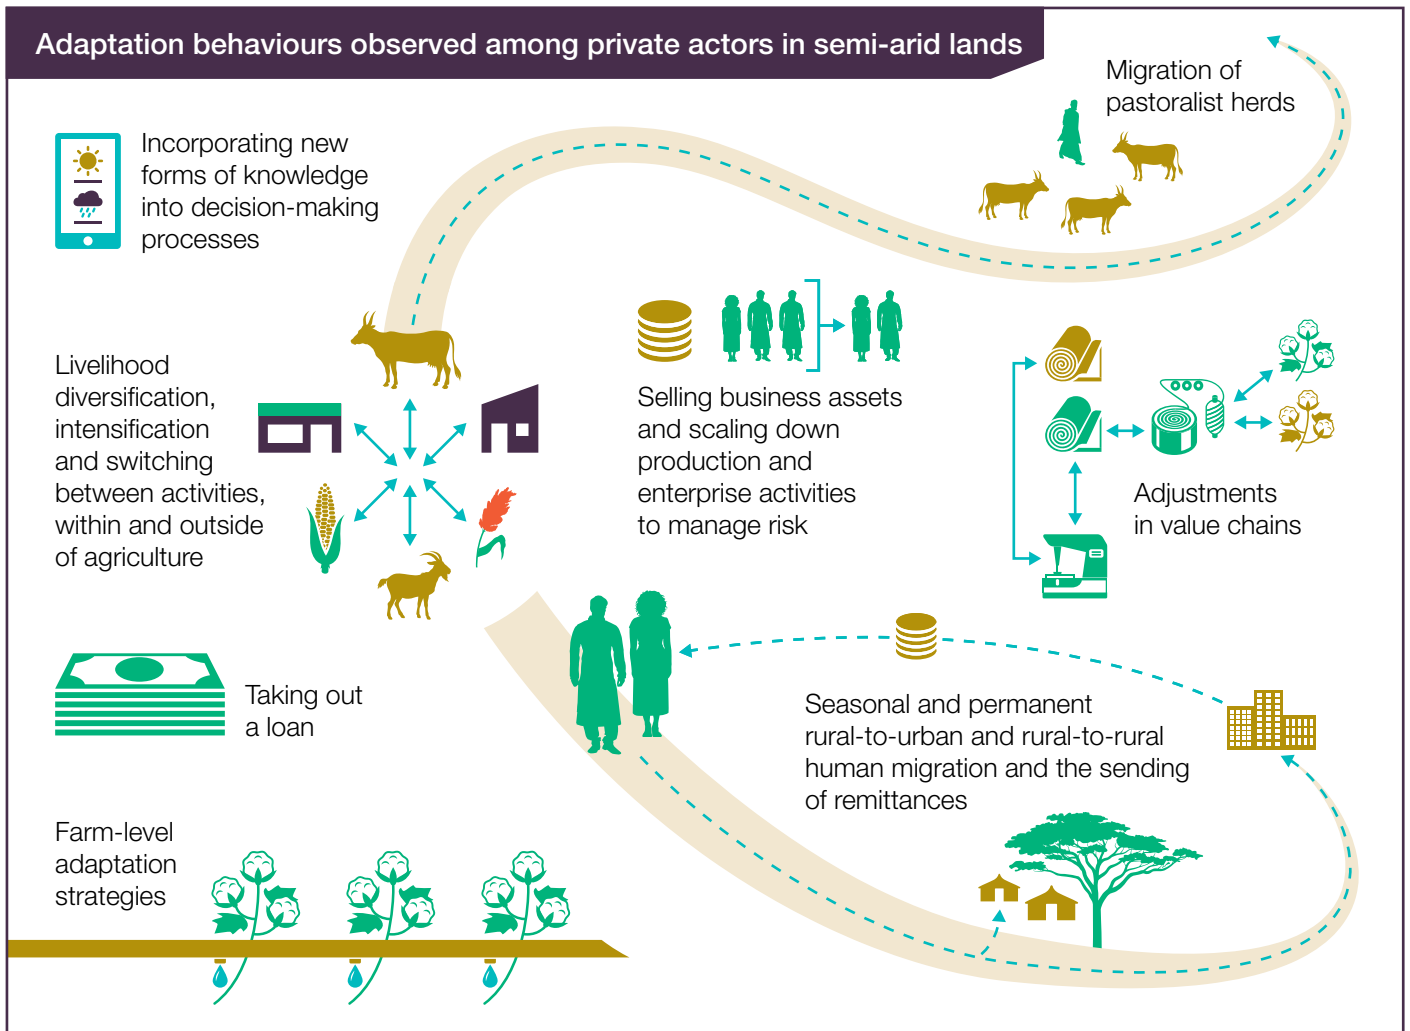 Adaptation behaviours observed among private actors in semi-arid lands
Migration of
pastoralist herds
Incorporating new
forms of knowledge
into decision-making
processes
Livelihood
diversification,
intensification
and switching
between activities,
within and outside
of agriculture
Selling business assets
and scaling down
production and
enterprise activities
to manage risk
Adjustments
in value chains
Taking out
a loan
Seasonal and permanent
rural-to-urban and rural-to-rural
human migration and the sending
of remittances
Farm-level
adaptation
strategies